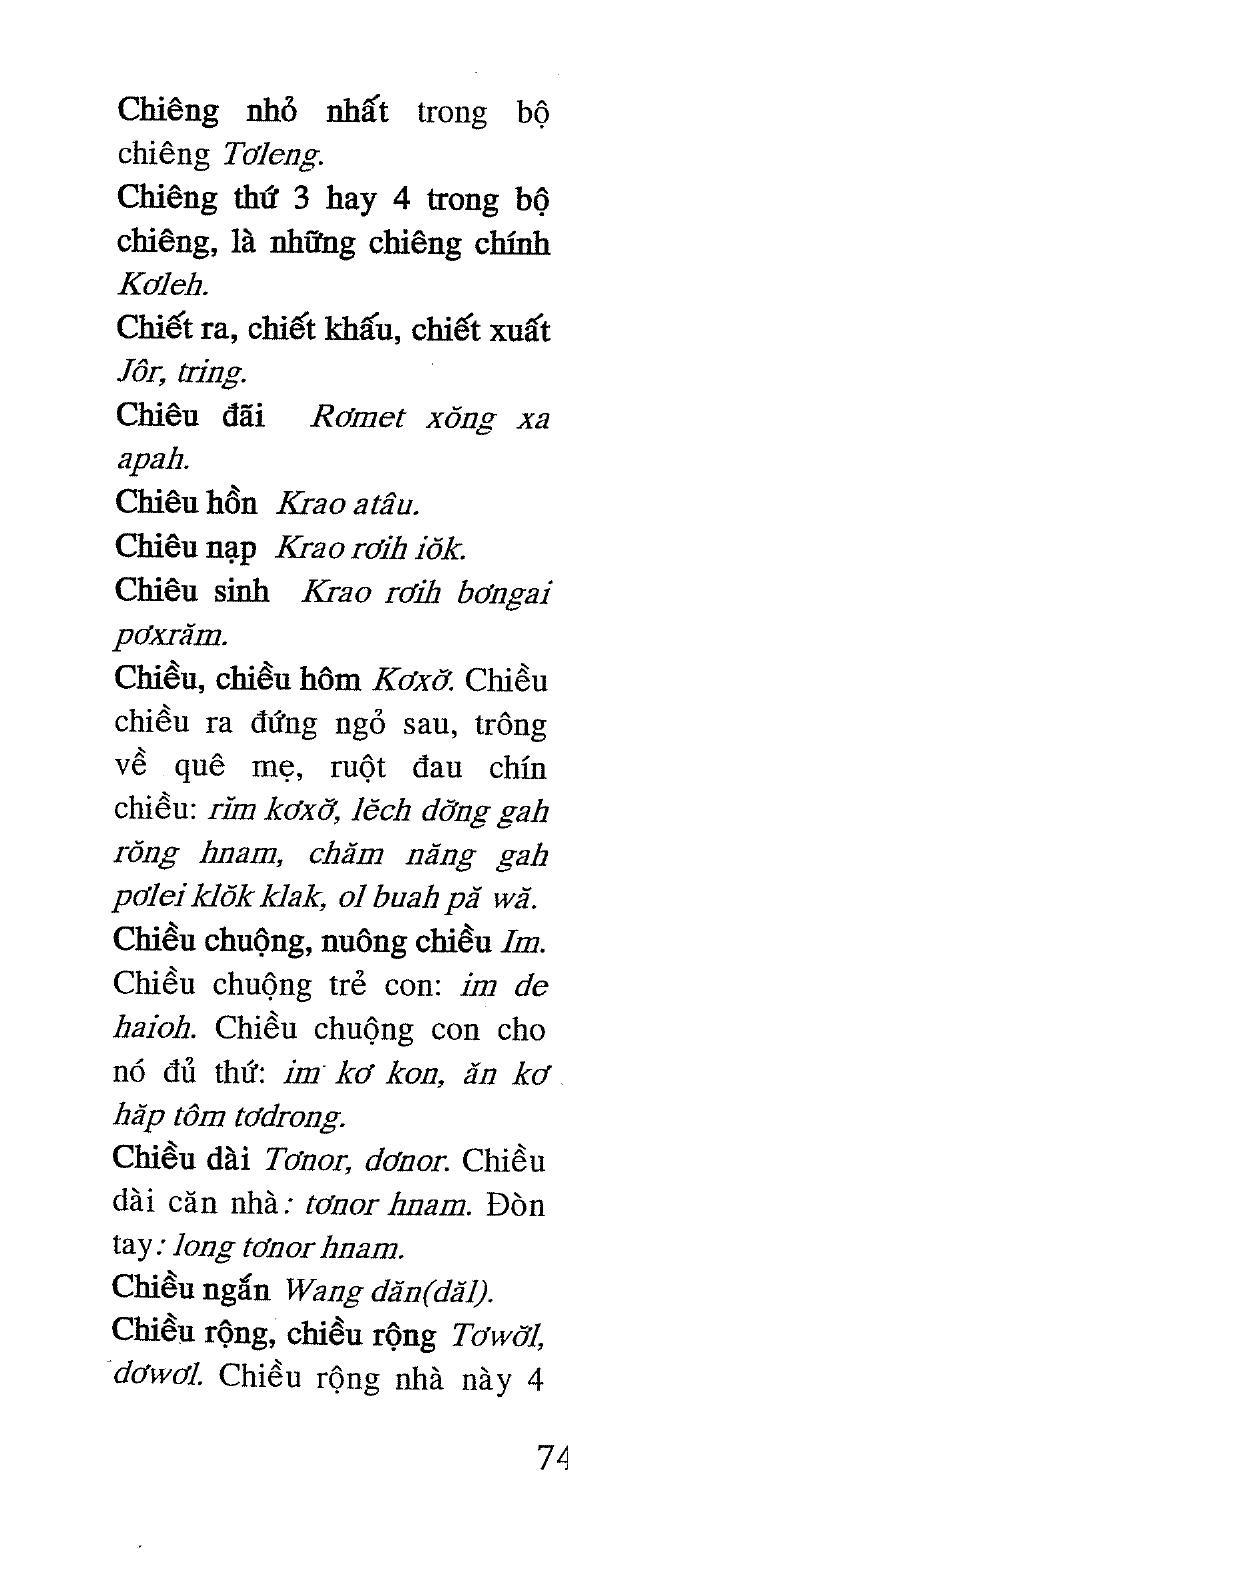 Chiêng nhỏ nhất trong bộ
chiêng Tơleng.
Chiêng thứ 3 hay 4 trong bộ
chiêng, là những chiêng chính
Kơleh.
Chiết ra, chiết khấu, chiết xuất
Jôr, tring.
Chiêu đãi Rơmet xŏng xa
apah.
Chiêu hồn Krao atâu.
Chiêu nạp Krao rơih iŏk.
Chiêu sinh Krao rơih bơngai
pơxrăm.
Chiều, chiều hôm Kơxơ̆. Chiều
chiều ra đứng ngỏ sau, trông
về quê mẹ, ruột đau chín
chiều: rĭm kơxơ̆, lĕch dơ̆ng gah
rŏng hnam, chăm năng gah
pơlei klŏk klak, ol buah pă wă.
Chiều chuộng, nuông chiều Im.
Chiều chuộng trẻ con: im de
haioh. Chiều chuộng con cho
nó đủ thứ: im kơ kon, ăn kơ
hăp tôm tơdrong.
Chiều dài Tơnor, dơnor. Chiều
dài căn nhà: tơnor hnam. Đòn
tay: long tơnor hnam.
Chiều ngắn Wang dăn(dăl).
Chiều rộng, chiều rộng Tơwơ̆l,
dơwơl. Chiều rộng nhà này 4
74